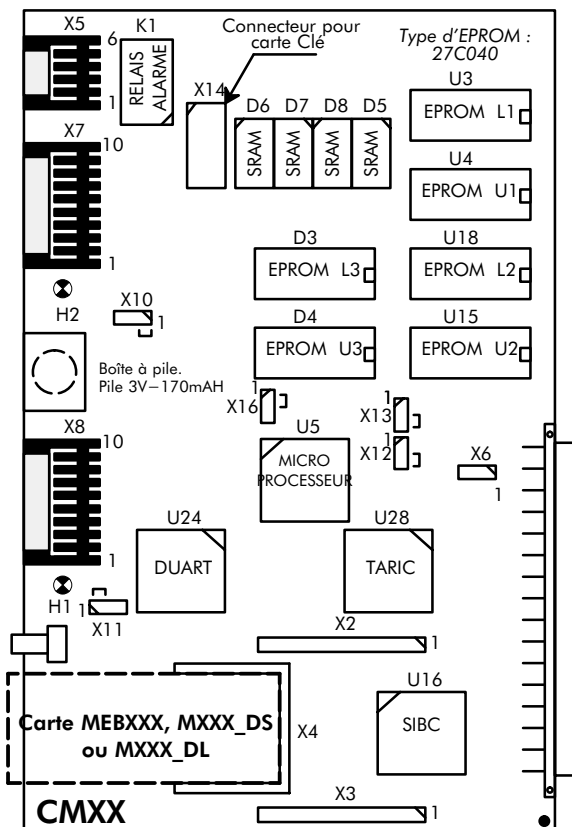 X5
6
1
K1
RELAIS
ALARME
Connecteur pour
carte Clé
Type d'EPROM :
27C040
X14
D6
SRAM
D7
SRAM
D8
SRAM
D5
SRAM
U3
EPROM L1
X7
10
1
U4
EPROM U1
D3
EPROM L3
U18
EPROM L2
H2
X10
1
D4
EPROM U3
U15
EPROM U2
Boîte à pile.
Pile 3V–170mAH
1
X16
1
X13
1
X12
X8
10
1
U5
MICRO
PROCESSEUR
X6
1
U24
DUART
U28
TARIC
H1
1
X11
X2
1
U16
SIBC
Carte MEBXXX, MXXX_DS
ou MXXX_DL
X4
X3
1
CMXX